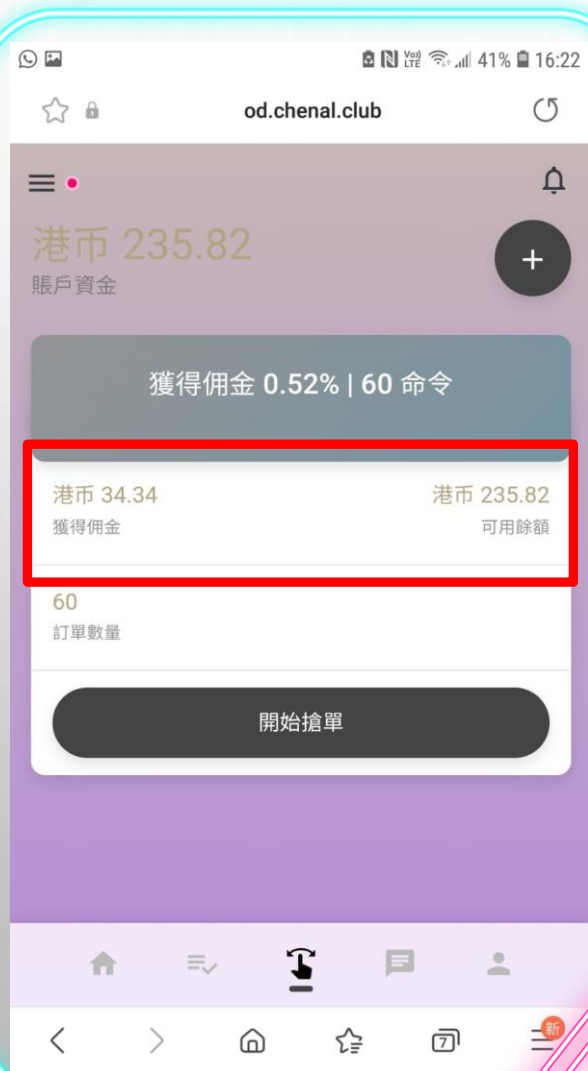 VoI) LTE 41% 16:22
od.chenal.club
港币 235.82
賬戶資金
+
獲得佣金 0.52% | 60 命令
港币 34.34 港币 235.82
獲得佣金 可用餘額
60
訂單數量
開始搶單
7 新